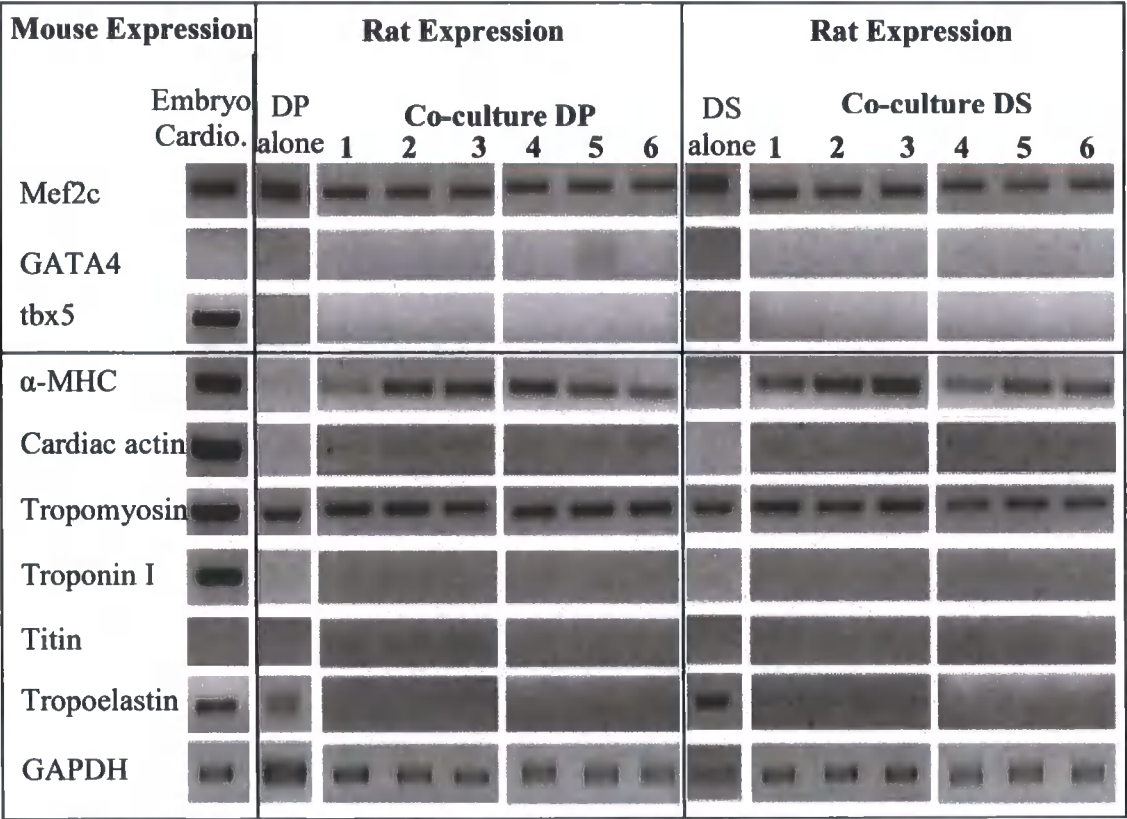 Mouse Expression Rat Expression Rat Expression
Embryo Cardio. DP alone Co-culture DP DS alone Co-culture DS
1 2 3 4 5 6 1 2 3 4 5 6
Mef2c
GATA4
tbx5
α-MHC
Cardiac actin
Tropomyosin
Troponin I
Titin
Tropoelastin
GAPDH